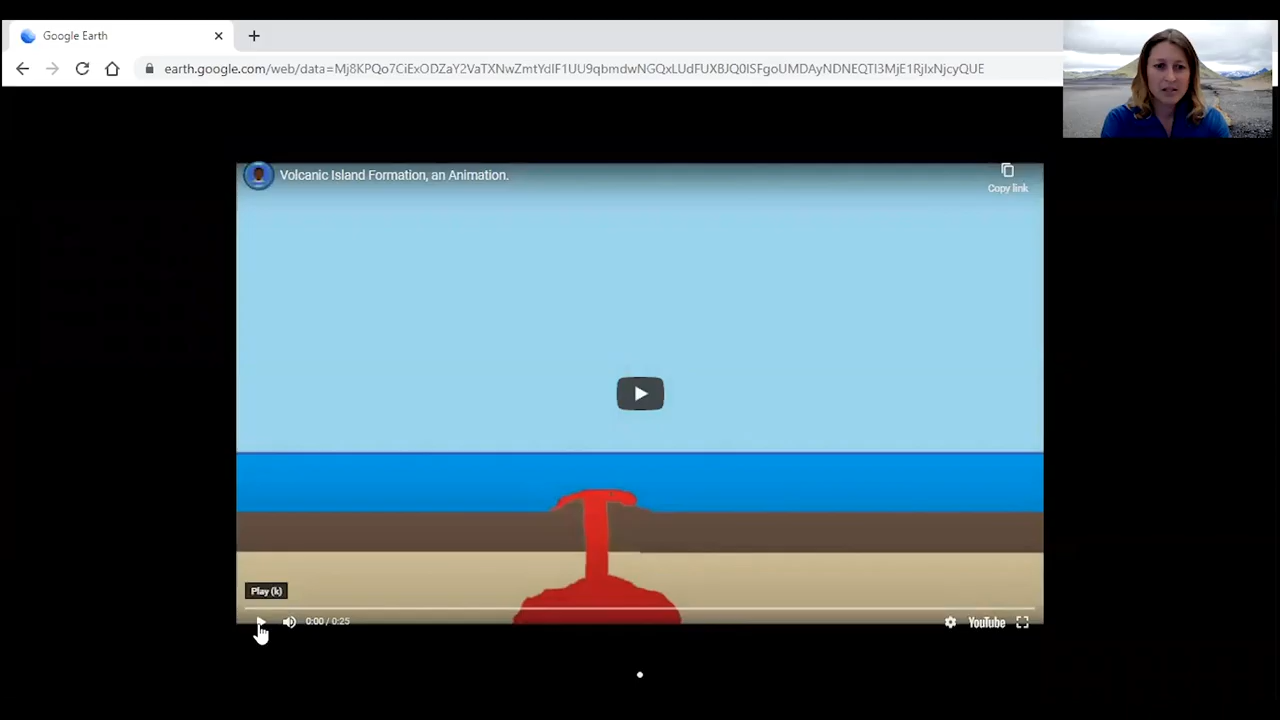 Google Earth
earth.google.com/web/data=Mj8KPQo7CiExODZaY2VaTXNwZmtYdlF1UU9qbmdwNGQxLUdFUXBJQ0lSFgoUMDAyNDNEQTI3MjE1RjIxNjcyQUE
Volcanic Island Formation, an Animation.
Copy link
Play (k)
0:00 / 0:25
YouTube